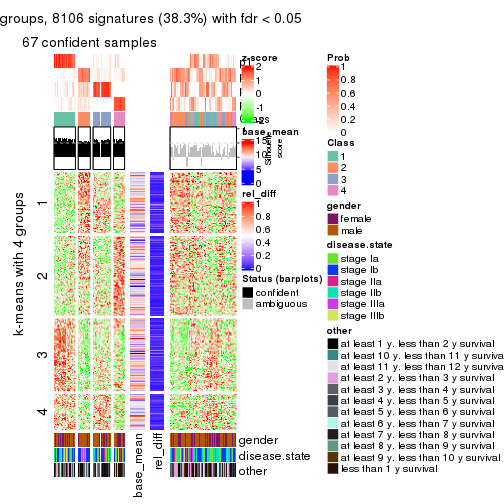 groups, 8106 signatures (38.3%) with fdr < 0.05
67 confident samples
k-means with 4 groups
1
2
3
4
base_mean
rel_diff
gender
disease.state
other
z-score
2
1
0
-1
-2
base_mean
15
10
5
0
Silhouette
score
rel_diff
1
0.8
0.6
0.4
0.2
0
Status (barplots)
confident
ambiguous
Prob
1
0.8
0.6
0.4
0.2
0
Class
1
2
3
4
gender
female
male
disease.state
stage Ia
stage Ib
stage IIa
stage IIb
stage IIIa
stage IIIb
other
at least 1 y. less than 2 y survival
at least 10 y. less than 11 y survival
at least 11 y. less than 12 y survival
at least 2 y. less than 3 y survival
at least 3 y. less than 4 y survival
at least 4 y. less than 5 y survival
at least 5 y. less than 6 y survival
at least 6 y. less than 7 y survival
at least 7 y. less than 8 y survival
at least 8 y. less than 9 y survival
at least 9 y. less than 10 y survival
less than 1 y survival